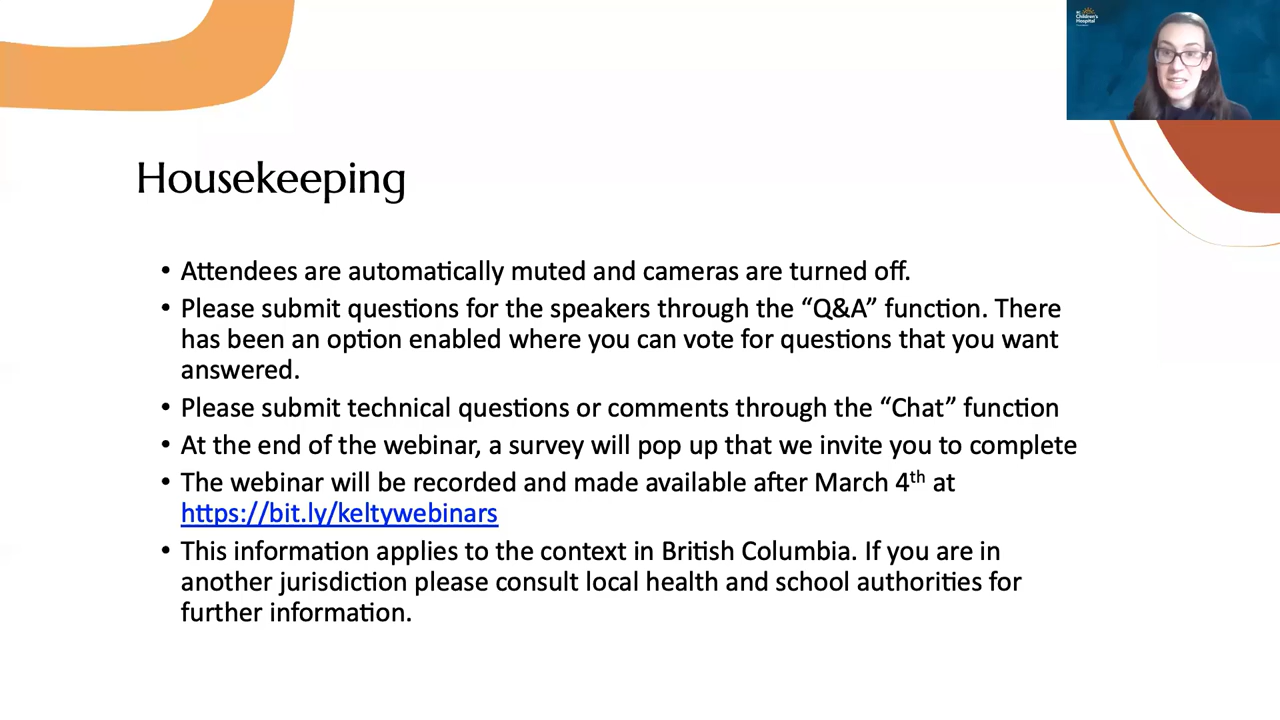 BC
Children's
Hospital
Housekeeping
• Attendees are automatically muted and cameras are turned off.
• Please submit questions for the speakers through the “Q&A” function. There
has been an option enabled where you can vote for questions that you want
answered.
• Please submit technical questions or comments through the “Chat” function
• At the end of the webinar, a survey will pop up that we invite you to complete
• The webinar will be recorded and made available after March 4th at
https://bit.ly/keltywebinars
• This information applies to the context in British Columbia. If you are in
another jurisdiction please consult local health and school authorities for
further information.